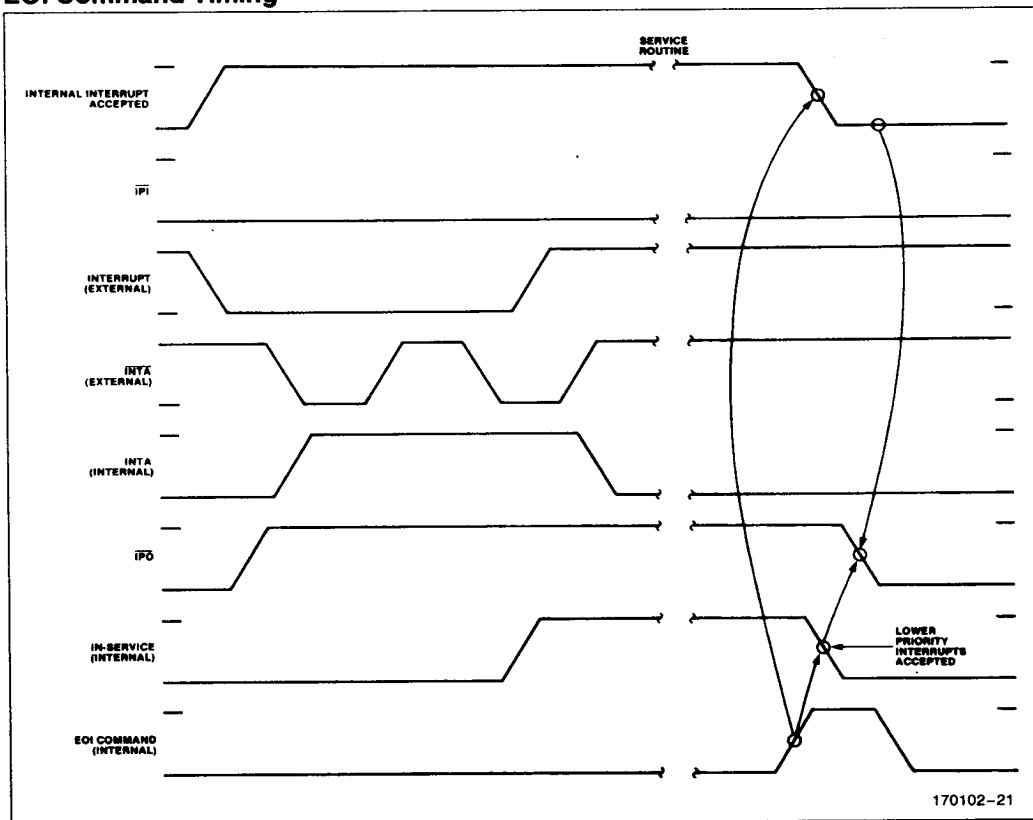 EOI Command Timing
SERVICE
ROUTINE
INTERNAL INTERRUPT
ACCEPTED
IPI
INTERRUPT
(EXTERNAL)
INTA
(EXTERNAL)
INTA
(INTERNAL)
IPO
IN-SERVICE
(INTERNAL)
LOWER
PRIORITY
INTERRUPTS
ACCEPTED
EOI COMMAND
(INTERNAL)
170102-21